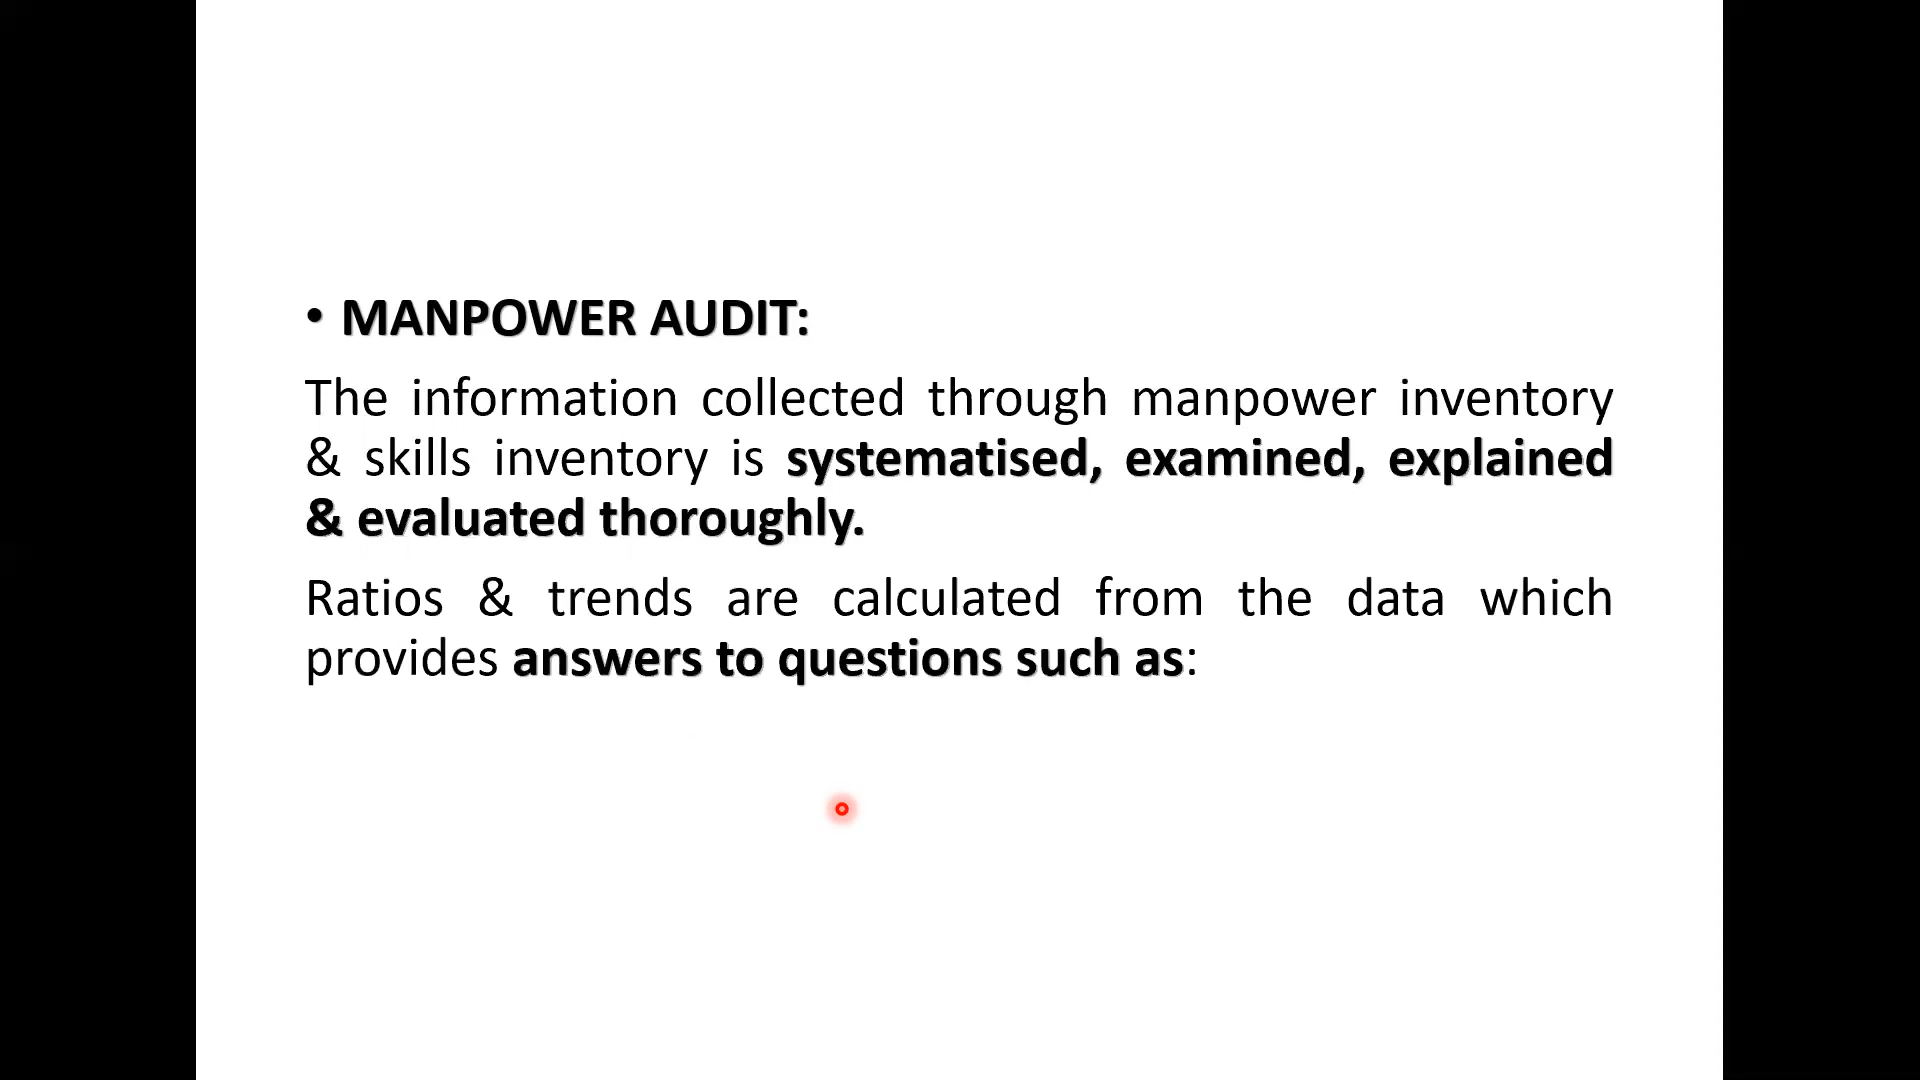 • MANPOWER AUDIT:
The information collected through manpower inventory
& skills inventory is systematised, examined, explained
& evaluated thoroughly.
Ratios & trends are calculated from the data which
provides answers to questions such as: